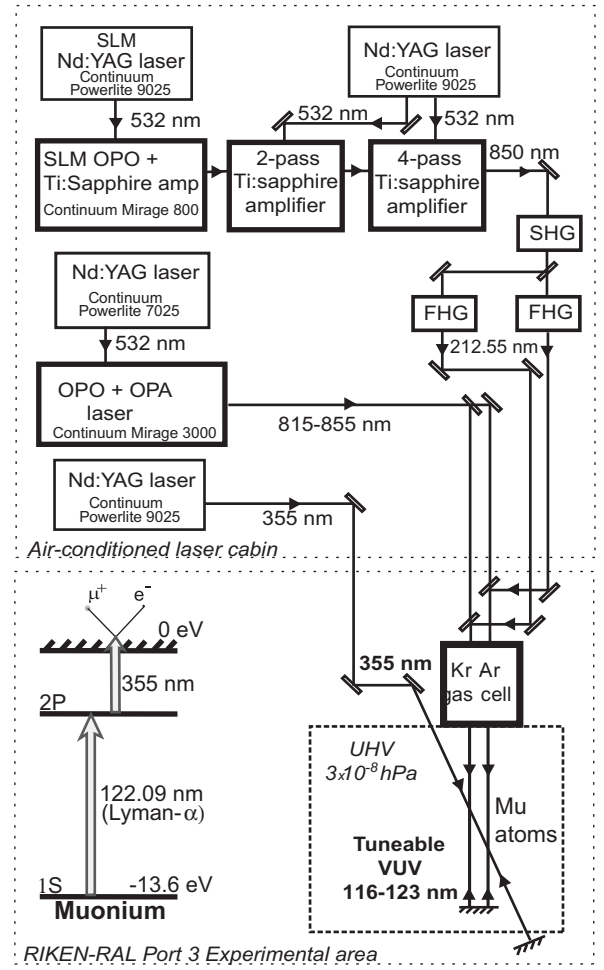 SLM
Nd:YAG laser
Continuum
Powerlite 9025
Nd:YAG laser
Continuum
Powerlite 9025
532 nm
532 nm
532 nm
SLM OPO +
Ti:Sapphire amp
Continuum Mirage 800
2-pass
Ti:sapphire
amplifier
4-pass
Ti:sapphire
amplifier
850 nm
SHG
FHG
FHG
212.55 nm
Nd:YAG laser
Continuum
Powerlite 7025
532 nm
OPO + OPA
laser
Continuum Mirage 3000
815-855 nm
Nd:YAG laser
Continuum
Powerlite 9025
355 nm
Air-conditioned laser cabin
μ+
e-
0 eV
355 nm
2P
122.09 nm
(Lyman-α)
1S
-13.6 eV
Muonium
355 nm
Kr Ar
gas cell
UHV
3x10-8 hPa
Mu
atoms
Tuneable
VUV
116-123 nm
RIKEN-RAL Port 3 Experimental area